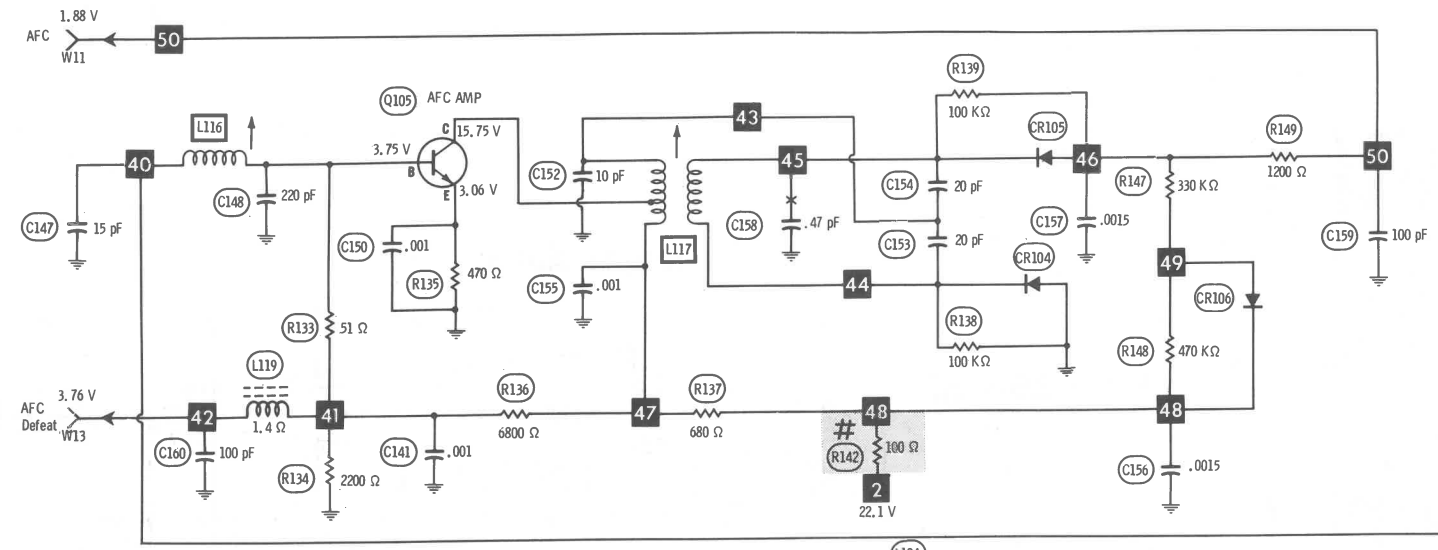 1.88 V
AFC
W11
50
R139
100 KΩ
Q105 AFC AMP
C 15.75 V
3.75 V
B
E 3.06 V
L116
40
C148 220 pF
C147 15 pF
C150 .001
R135 470 Ω
C152 10 pF
43
L117
45
C158 .47 pF
C154 20 pF
C153 20 pF
CR105
46
C157 .0015
R147 330 KΩ
R149
1200 Ω
50
C159 100 pF
C155 .001
44
CR104
R138
100 KΩ
49
CR106
R148 470 KΩ
R133 51 Ω
L119
1.4 Ω
3.76 V
AFC
Defeat
W13
42
41
C160 100 pF
R134 2200 Ω
C141 .001
R136
6800 Ω
47
R137
680 Ω
48
#
R142 100 Ω
2
22.1 V
48
C156 .0015